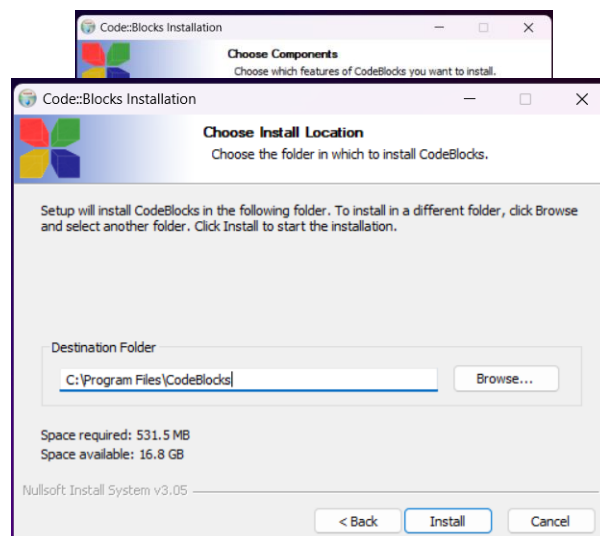 Code::Blocks Installation
Choose Components
Choose which features of CodeBlocks you want to install.
Code::Blocks Installation
Choose Install Location
Choose the folder in which to install CodeBlocks.
Setup will install CodeBlocks in the following folder. To install in a different folder, click Browse
and select another folder. Click Install to start the installation.
Destination Folder
C:\Program Files\CodeBlocks
Browse...
Space required: 531.5 MB
Space available: 16.8 GB
Nullsoft Install System v3.05
< Back Install Cancel